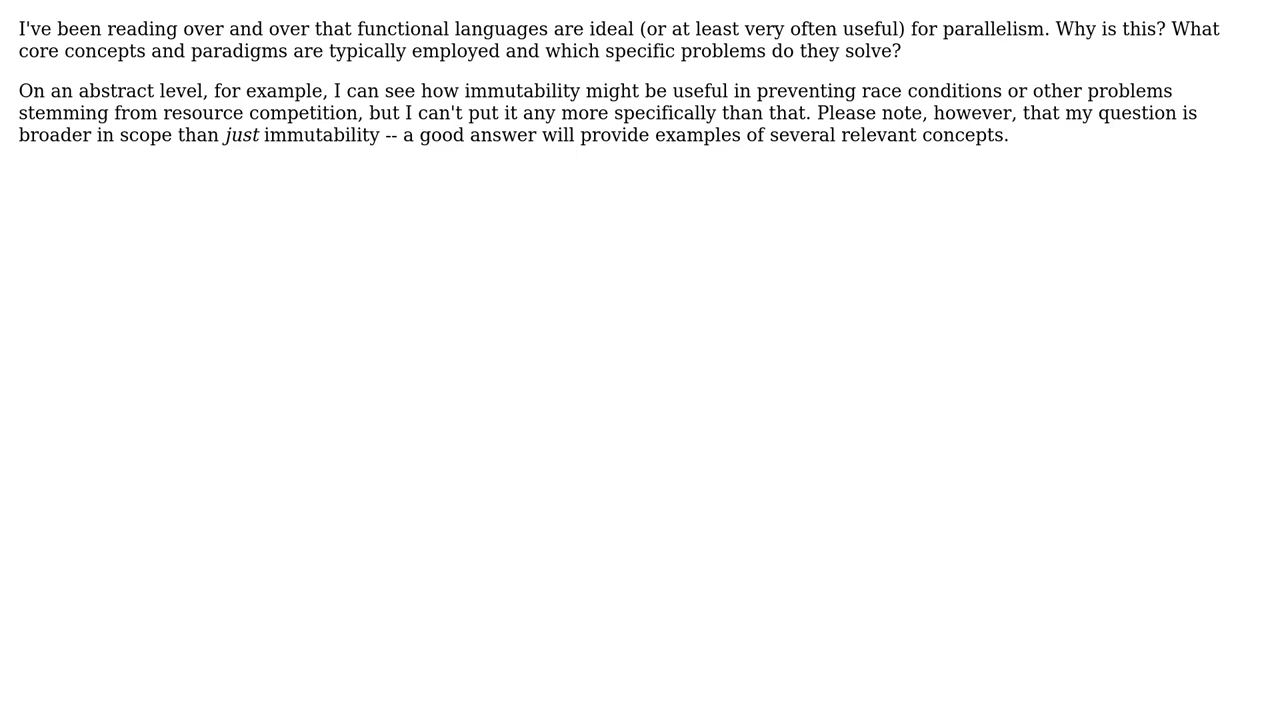 I've been reading over and over that functional languages are ideal (or at least very often useful) for parallelism. Why is this? What
core concepts and paradigms are typically employed and which specific problems do they solve?
On an abstract level, for example, I can see how immutability might be useful in preventing race conditions or other problems
stemming from resource competition, but I can't put it any more specifically than that. Please note, however, that my question is
broader in scope than just immutability -- a good answer will provide examples of several relevant concepts.